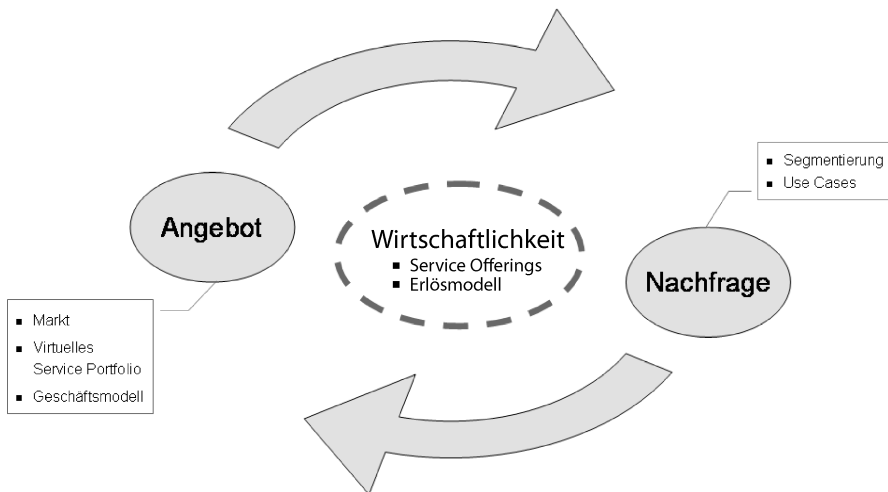 Angebot
■ Markt
■ Virtuelles
Service Portfolio
■ Geschäftsmodell
Wirtschaftlichkeit
■ Service Offerings
■ Erlösmodell
■ Segmentierung
■ Use Cases
Nachfrage